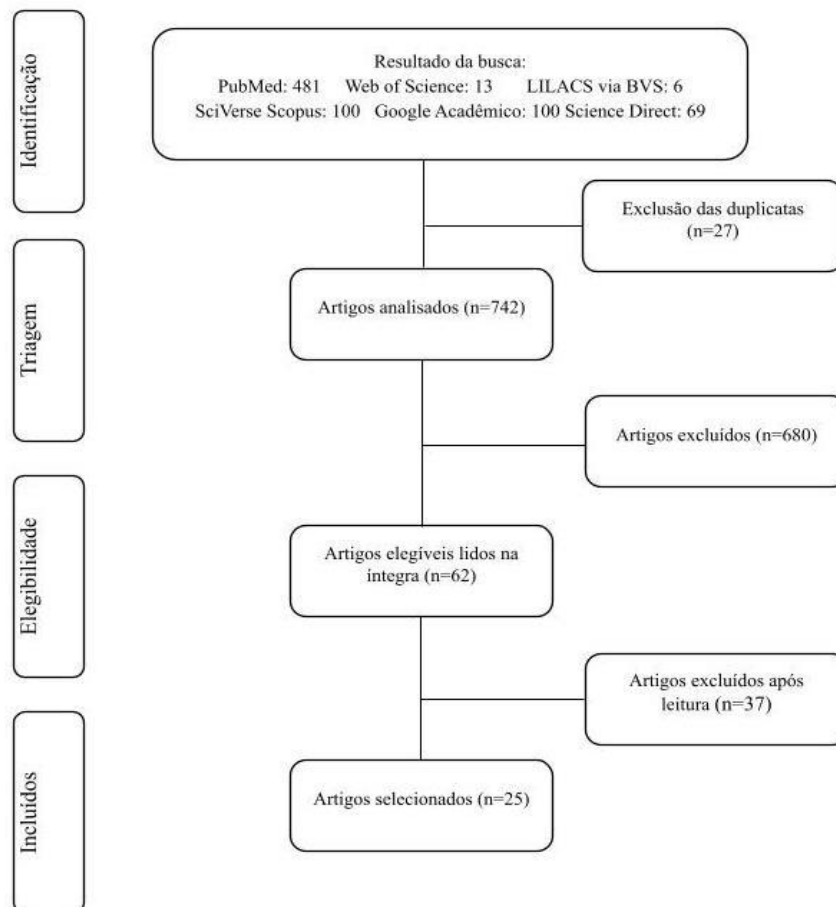 Identificação
Resultado da busca:
PubMed: 481 Web of Science: 13 LILACS via BVS: 6
SciVerse Scopus: 100 Google Acadêmico: 100 Science Direct: 69
Exclusão das duplicatas
(n=27)
Triagem
Artigos analisados (n=742)
Artigos excluídos (n=680)
Elegibilidade
Artigos elegíveis lidos na
íntegra (n=62)
Artigos excluídos após
leitura (n=37)
Incluídos
Artigos selecionados (n=25)